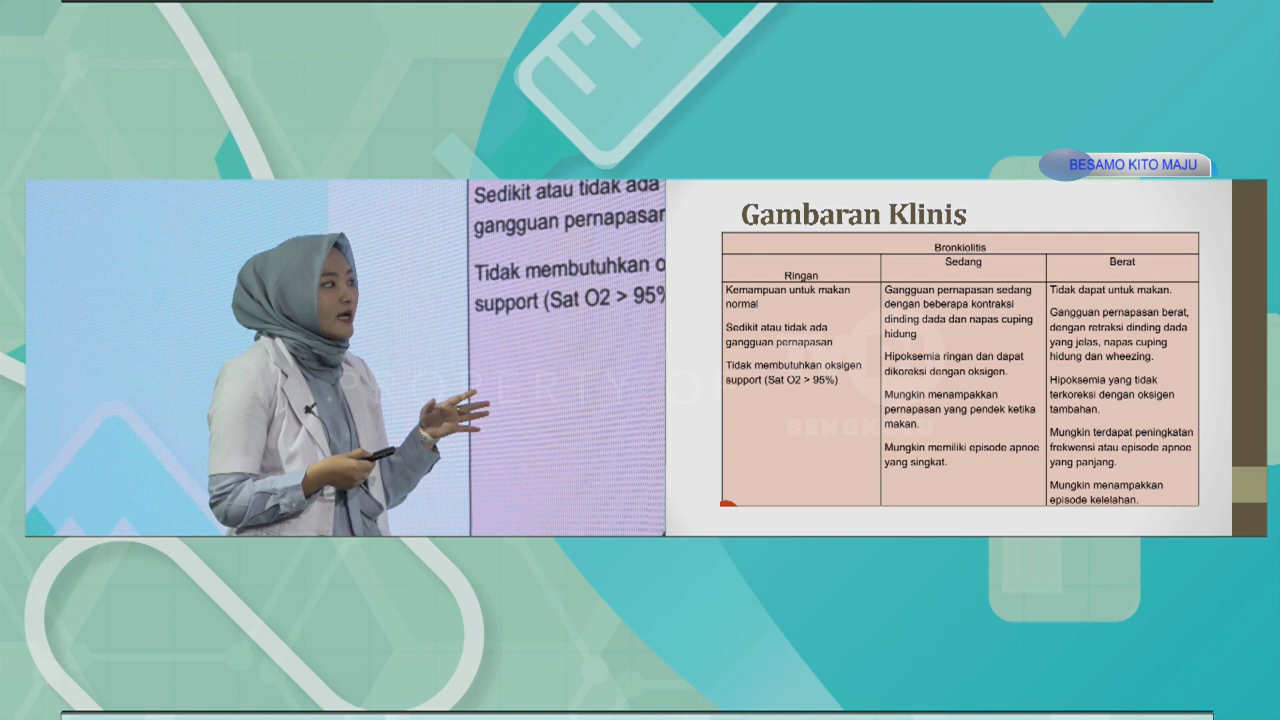 BESAMO KITO MAJU
Sedikit atau tidak ada
gangguan pernapasan
Tidak membutuhkan o
support (Sat O2 > 95%
Gambaran Klinis
Bronkiolitis
Ringan
Sedang
Berat
Kemampuan untuk makan
normal
Sedikit atau tidak ada
gangguan pernapasan
Tidak membutuhkan oksigen
support (Sat O2 > 95%)
Gangguan pernapasan sedang
dengan beberapa kontraksi
dinding dada dan napas cuping
hidung
Hipoksemia ringan dan dapat
dikoreksi dengan oksigen.
Mungkin menampakkan
pernapasan yang pendek ketika
makan.
Mungkin memiliki episode apnoe
yang singkat.
Tidak dapat untuk makan.
Gangguan pernapasan berat,
dengan retraksi dinding dada
yang jelas, napas cuping
hidung dan wheezing.
Hipoksemia yang tidak
terkoreksi dengan oksigen
tambahan.
Mungkin terdapat peningkatan
frekwensi atau episode apnoe
yang panjang.
Mungkin menampakkan
episode kelelahan.
PROPERTY O